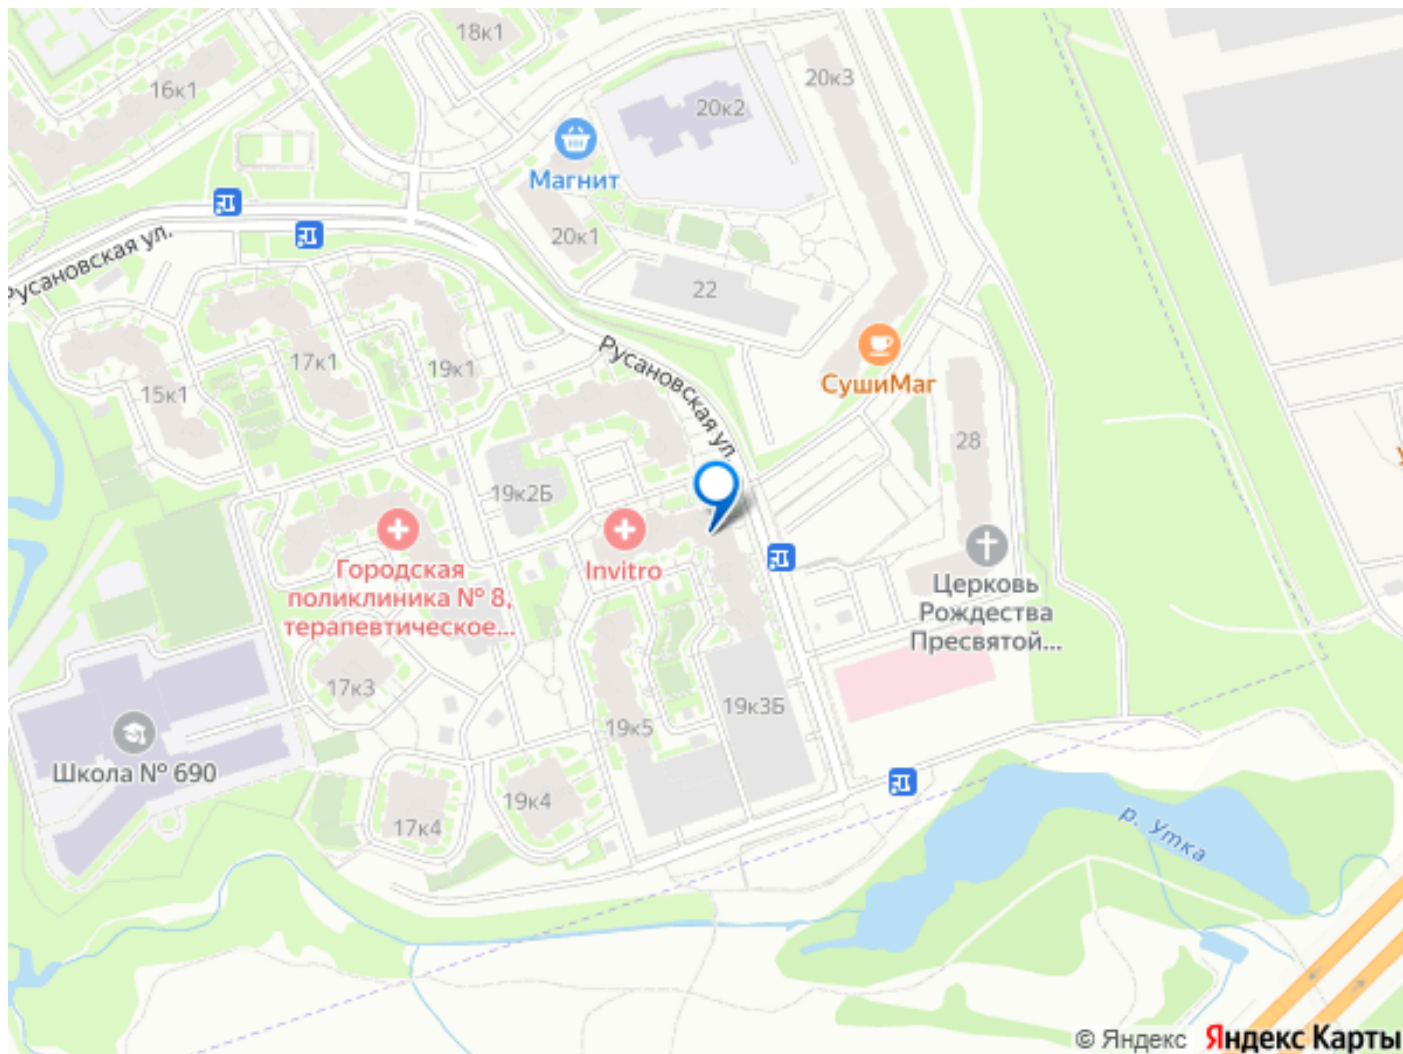 18к1
16к1
20к3
20к2
Магнит
20к1
Русановская ул.
22
17к1
19к1
15к1
Русановская ул.
СушиМаг
28
19к2Б
Invitro
Городская
поликлиника № 8,
терапевтическое...
Церковь
Рождества
Пресвятой...
17к3
19к5
19к3Б
Школа № 690
19к4
17к4
р. Утка
© Яндекс Яндекс Карты